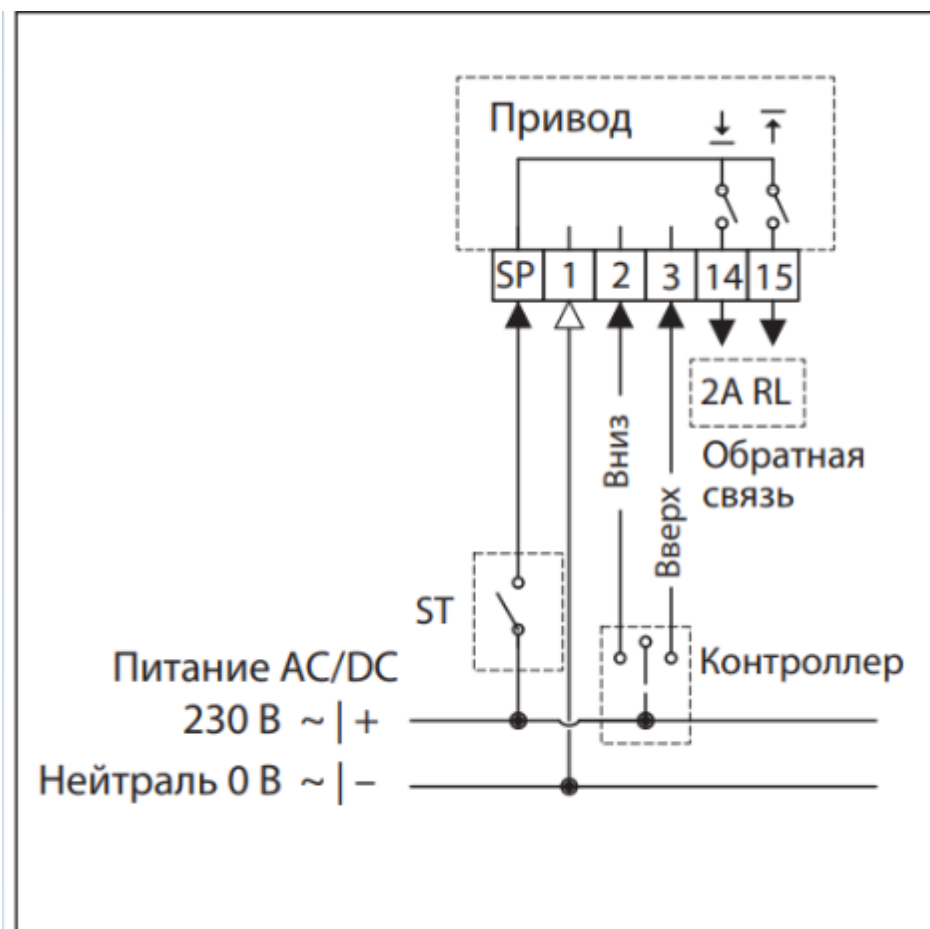 Привод
SP 1 2 3 14 15
2A RL
Обратная
связь
Вниз
Вверх
ST
Контроллер
Питание AC/DC
230 В ~ | +
Нейтраль 0 В ~ | –